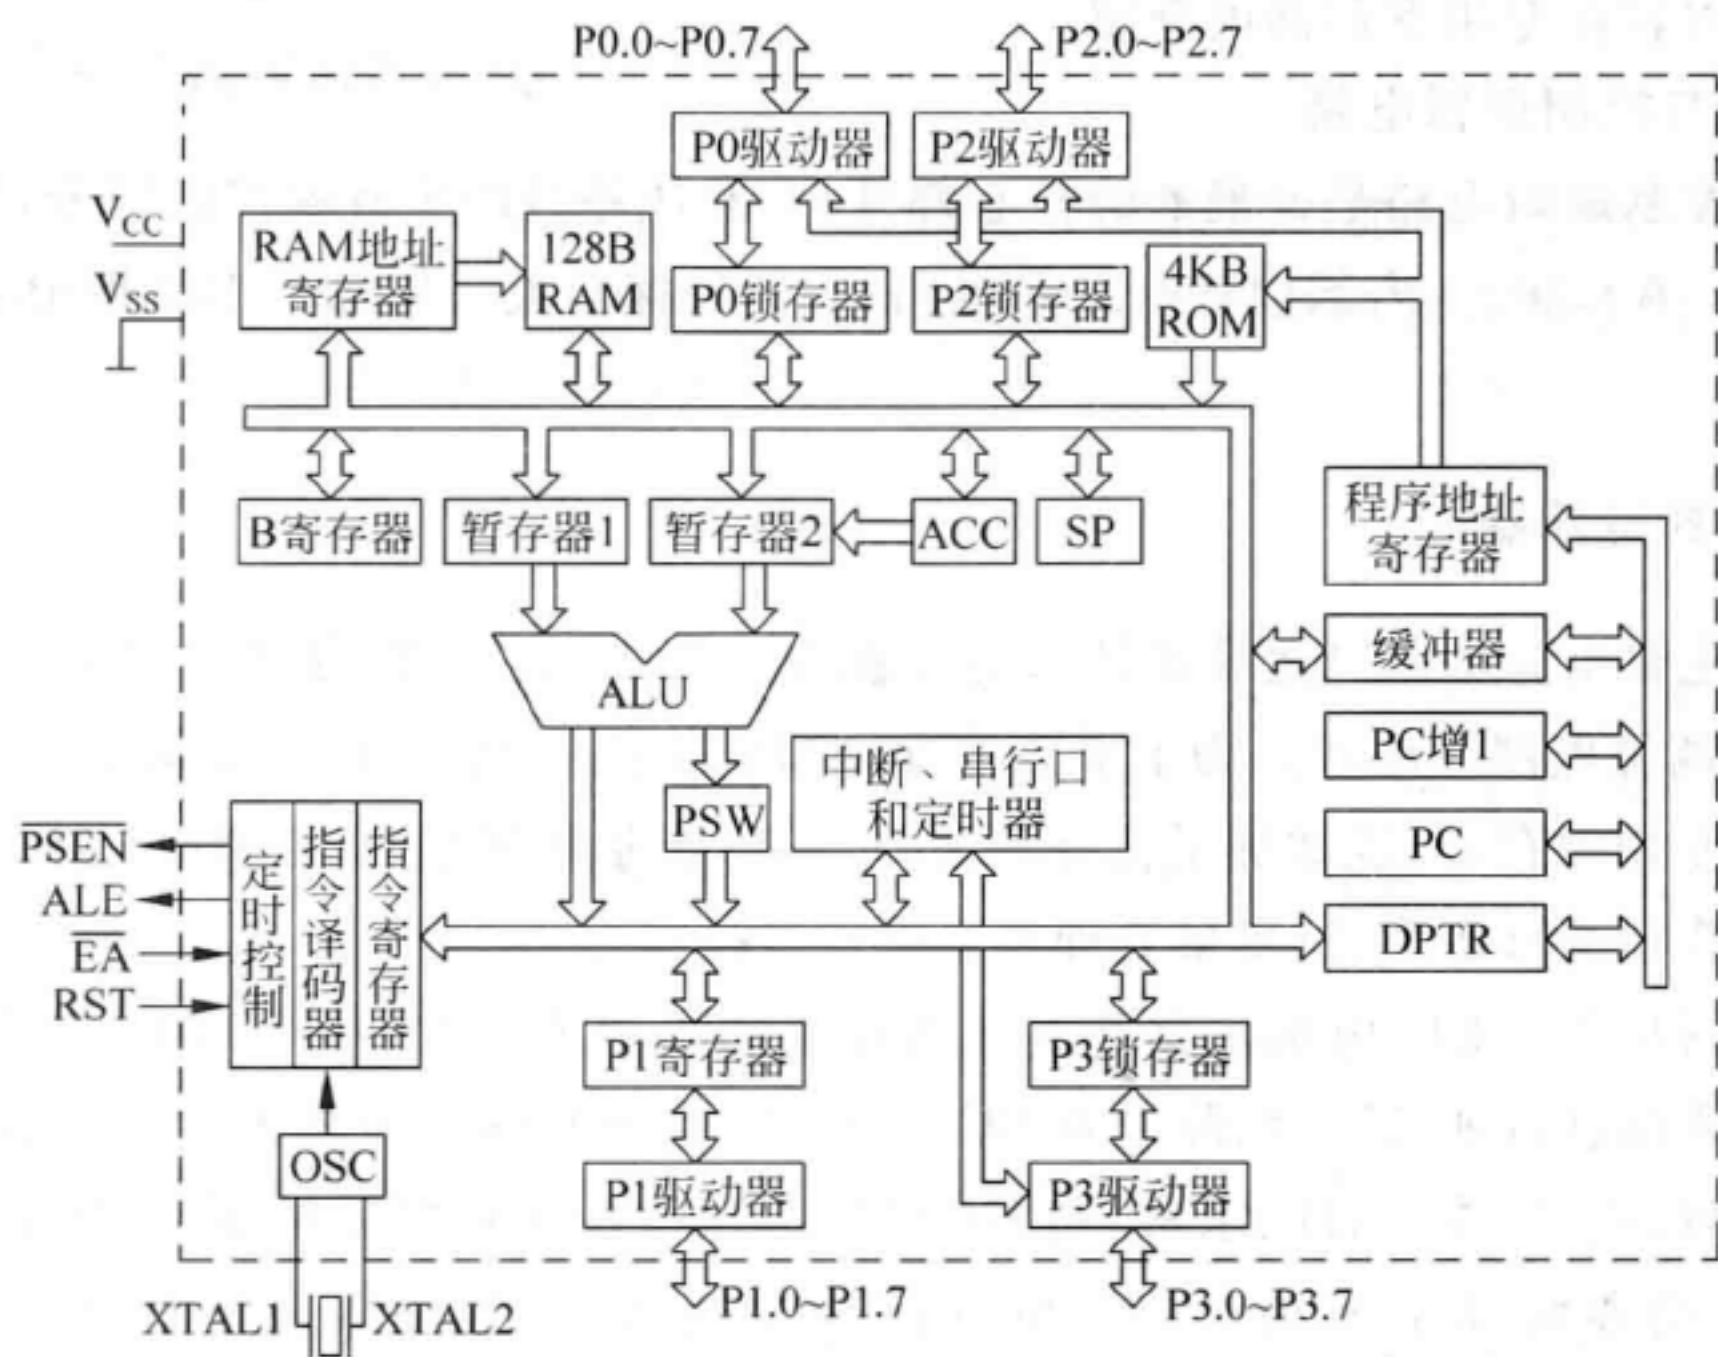 P0.0~P0.7
P2.0~P2.7
P0驱动器
P2驱动器
VCC
VSS
RAM地址
寄存器
128B
RAM
P0锁存器
P2锁存器
4KB
ROM
B寄存器
暂存器1
暂存器2
ACC
SP
程序地址
寄存器
缓冲器
ALU
PC增1
中断、串行口
和定时器
PSW
PC
PSEN
ALE
EA
RST
定时控制
指令译码器
指令寄存器
DPTR
P1寄存器
P3锁存器
OSC
P1驱动器
P3驱动器
XTAL1
XTAL2
P1.0~P1.7
P3.0~P3.7